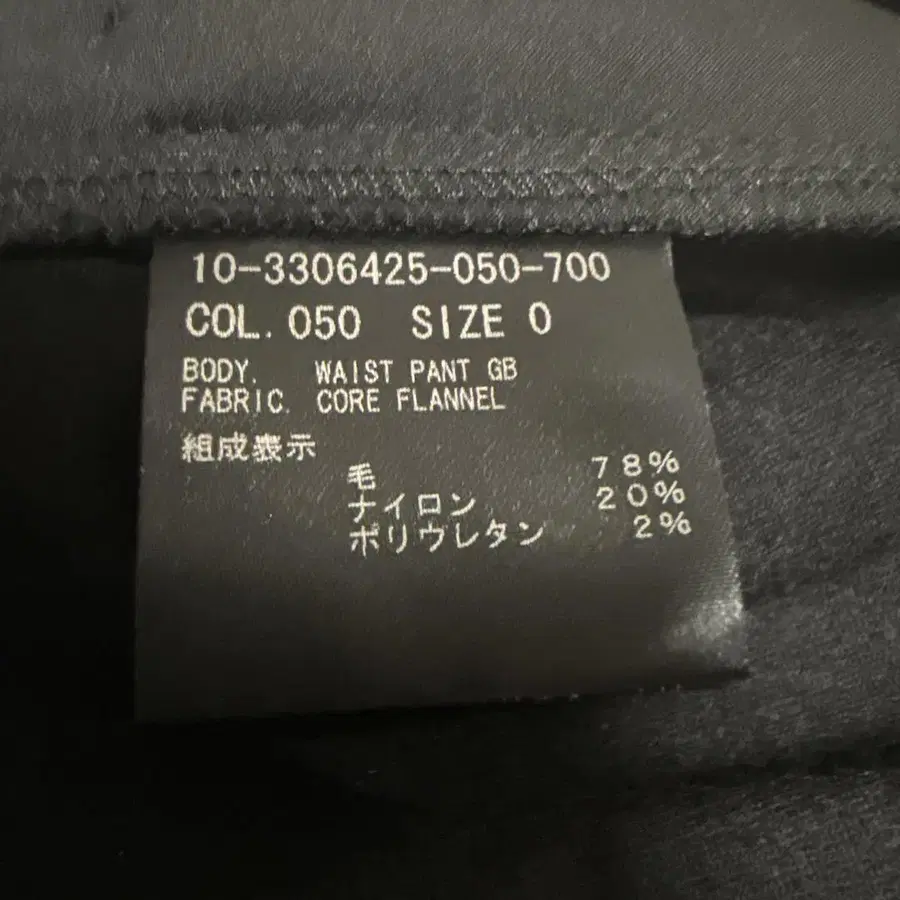 10-3306425-050-700
COL. 050 SIZE 0
BODY. WAIST PANT GB
FABRIC. CORE FLANNEL
組成表示
毛 78%
ナイロン 20%
ポリウレタン 2%